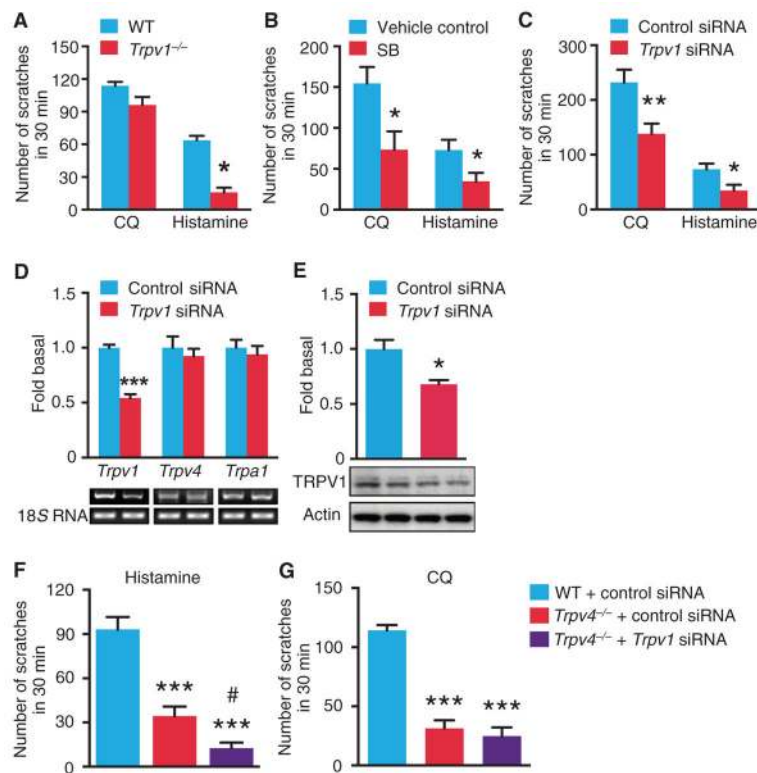 A
WT
Trpv1–/–
Number of scratches
in 30 min
150
120
90
60
30
0
*
CQ
Histamine
B
Vehicle control
SB
Number of scratches
in 30 min
200
150
100
50
0
*
*
CQ
Histamine
C
Control siRNA
Trpv1 siRNA
Number of scratches
in 30 min
300
200
100
0
**
*
CQ
Histamine
D
Control siRNA
Trpv1 siRNA
Fold basal
1.5
1.0
0.5
0
***
Trpv1
Trpv4
Trpa1
18S RNA
E
Control siRNA
Trpv1 siRNA
Fold basal
1.5
1.0
0.5
0
*
TRPV1
Actin
F
Histamine
Number of scratches
in 30 min
120
90
60
30
0
***
#
***
G
CQ
Number of scratches
in 30 min
150
100
50
0
***
***
WT + control siRNA
Trpv4–/– + control siRNA
Trpv4–/– + Trpv1 siRNA